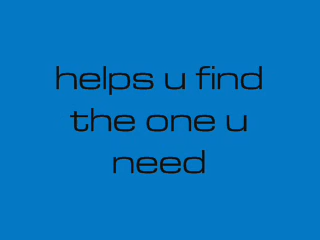 helps u find
the one u
need